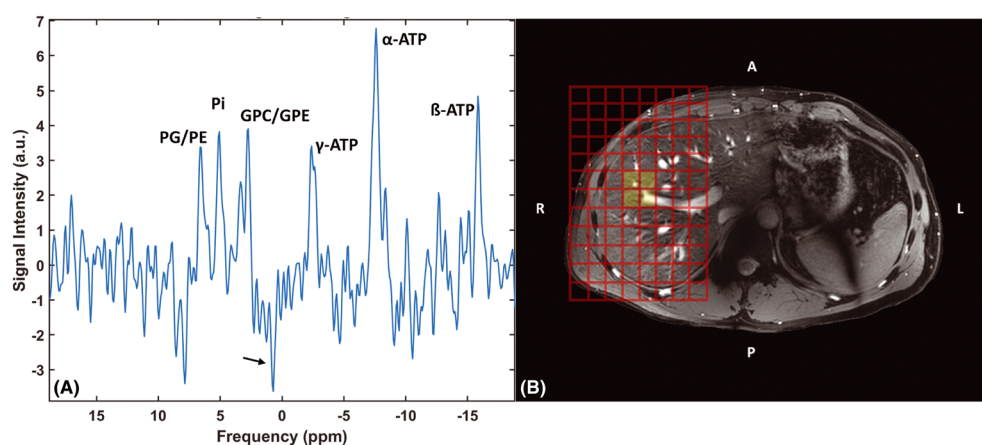 7
6
5
4
3
2
1
0
-1
-2
-3
Signal Intensity (a.u.)
α-ATP
ß-ATP
Pi
GPC/GPE
PG/PE
γ-ATP
(A)
15
10
5
0
-5
-10
-15
Frequency (ppm)
A
R
L
P
(B)